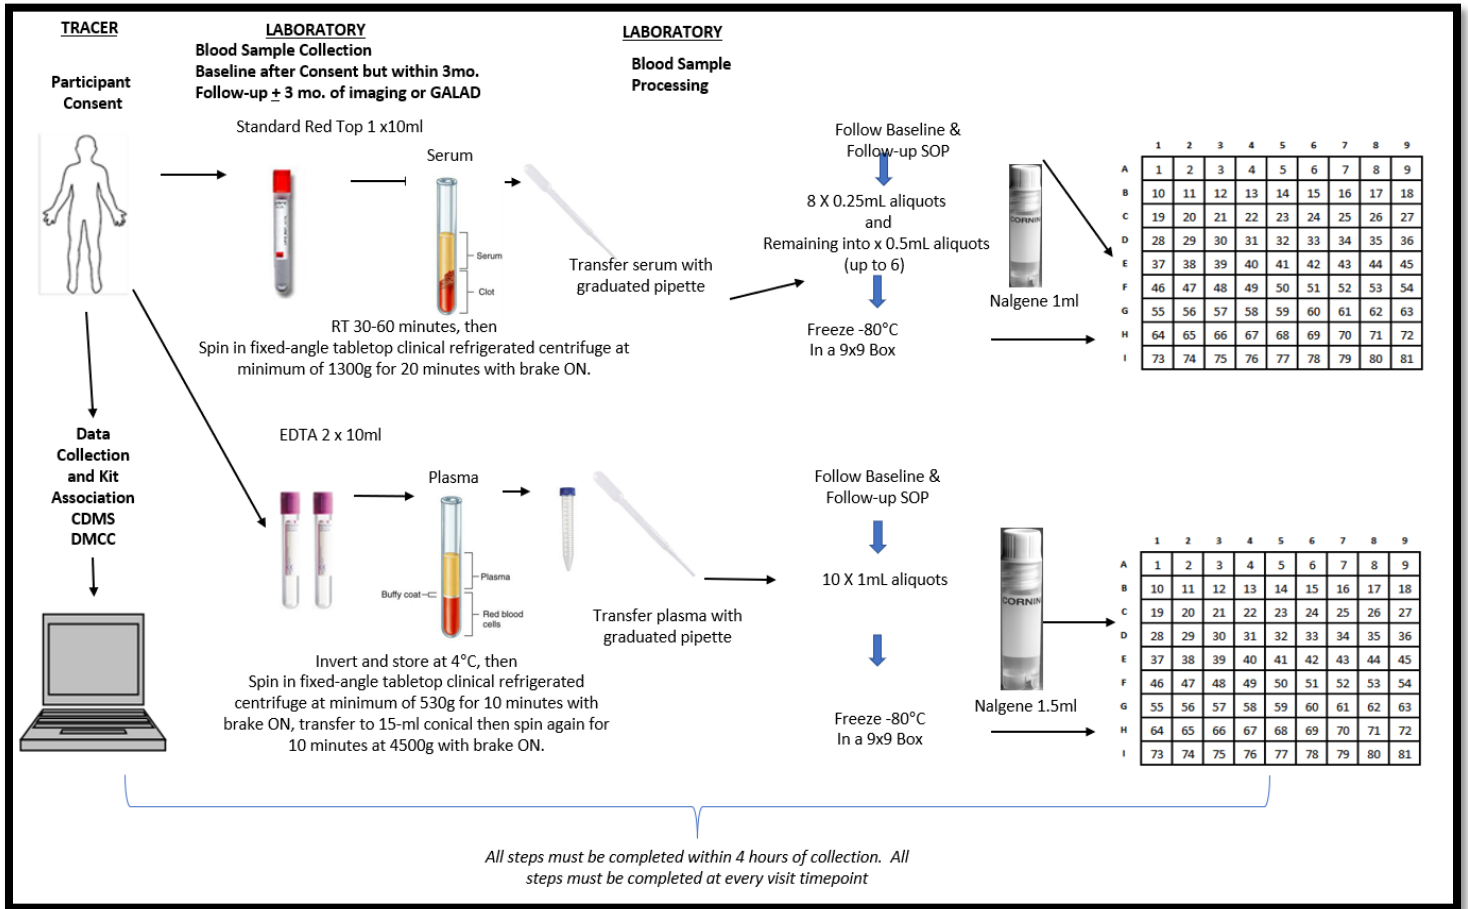 TRACER
Participant
Consent
LABORATORY
Blood Sample Collection
Baseline after Consent but within 3mo.
Follow-up + 3 mo. of imaging or GALAD
LABORATORY
Blood Sample
Processing
Standard Red Top 1 x10ml
Serum
Serum
Clot
RT 30-60 minutes, then
Spin in fixed-angle tabletop clinical refrigerated centrifuge at
minimum of 1300g for 20 minutes with brake ON.
Transfer serum with
graduated pipette
Follow Baseline &
Follow-up SOP
8 X 0.25mL aliquots
and
Remaining into x 0.5mL aliquots
(up to 6)
Freeze -80°C
In a 9x9 Box
CORNIN
Nalgene 1ml
1 2 3 4 5 6 7 8 9
A 1 2 3 4 5 6 7 8 9
B 10 11 12 13 14 15 16 17 18
C 19 20 21 22 23 24 25 26 27
D 28 29 30 31 32 33 34 35 36
E 37 38 39 40 41 42 43 44 45
F 46 47 48 49 50 51 52 53 54
G 55 56 57 58 59 60 61 62 63
H 64 65 66 67 68 69 70 71 72
I 73 74 75 76 77 78 79 80 81
Data
Collection
and Kit
Association
CDMS
DMCC
EDTA 2 x 10ml
Plasma
Plasma
Buffy coat
Red blood
cells
Invert and store at 4°C, then
Spin in fixed-angle tabletop clinical refrigerated
centrifuge at minimum of 530g for 10 minutes with
brake ON, transfer to 15-ml conical then spin again for
10 minutes at 4500g with brake ON.
Transfer plasma with
graduated pipette
Follow Baseline &
Follow-up SOP
10 X 1mL aliquots
Freeze -80°C
In a 9x9 Box
CORNIN
Nalgene 1.5ml
1 2 3 4 5 6 7 8 9
A 1 2 3 4 5 6 7 8 9
B 10 11 12 13 14 15 16 17 18
C 19 20 21 22 23 24 25 26 27
D 28 29 30 31 32 33 34 35 36
E 37 38 39 40 41 42 43 44 45
F 46 47 48 49 50 51 52 53 54
G 55 56 57 58 59 60 61 62 63
H 64 65 66 67 68 69 70 71 72
I 73 74 75 76 77 78 79 80 81
All steps must be completed within 4 hours of collection. All
steps must be completed at every visit timepoint